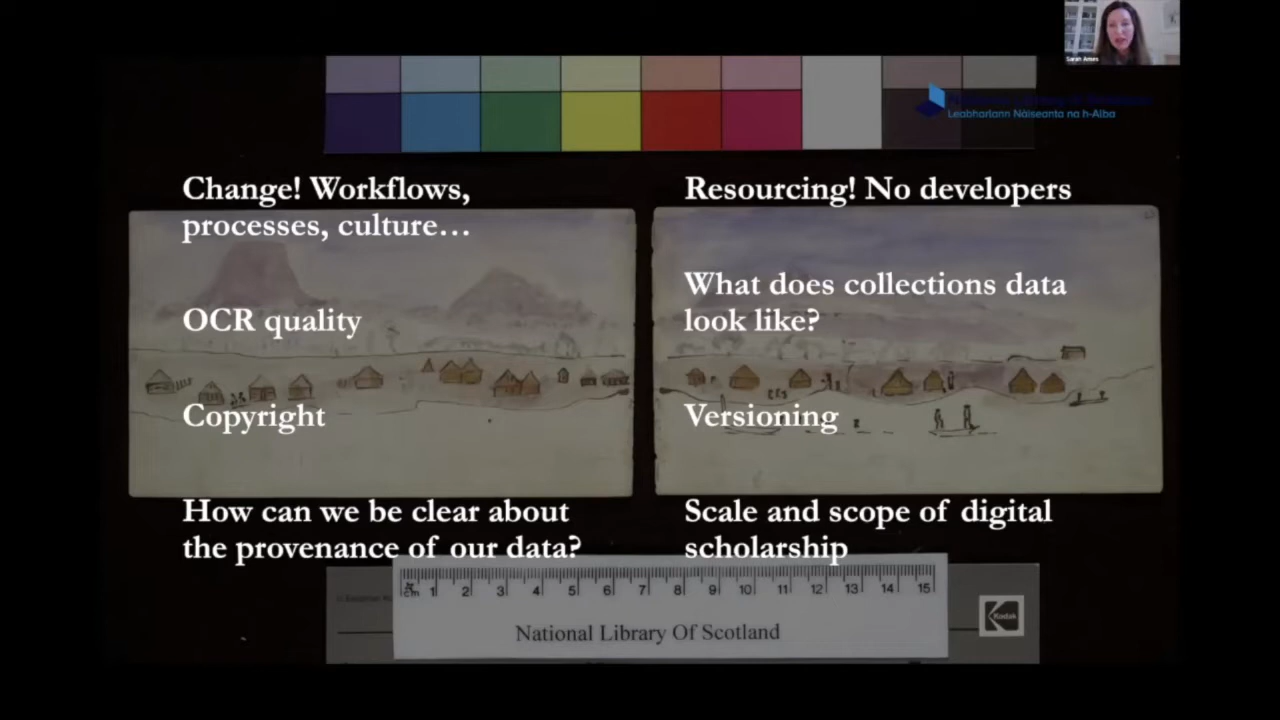 Sarah Ames
Leabharlann Nàiseanta na h-Alba
Change! Workflows,
processes, culture…
OCR quality
Copyright
How can we be clear about
the provenance of our data?
Resourcing! No developers
What does collections data
look like?
Versioning
Scale and scope of digital
scholarship
cm 1 2 3 4 5 6 7 8 9 10 11 12 13 14 15
National Library Of Scotland
Kodak